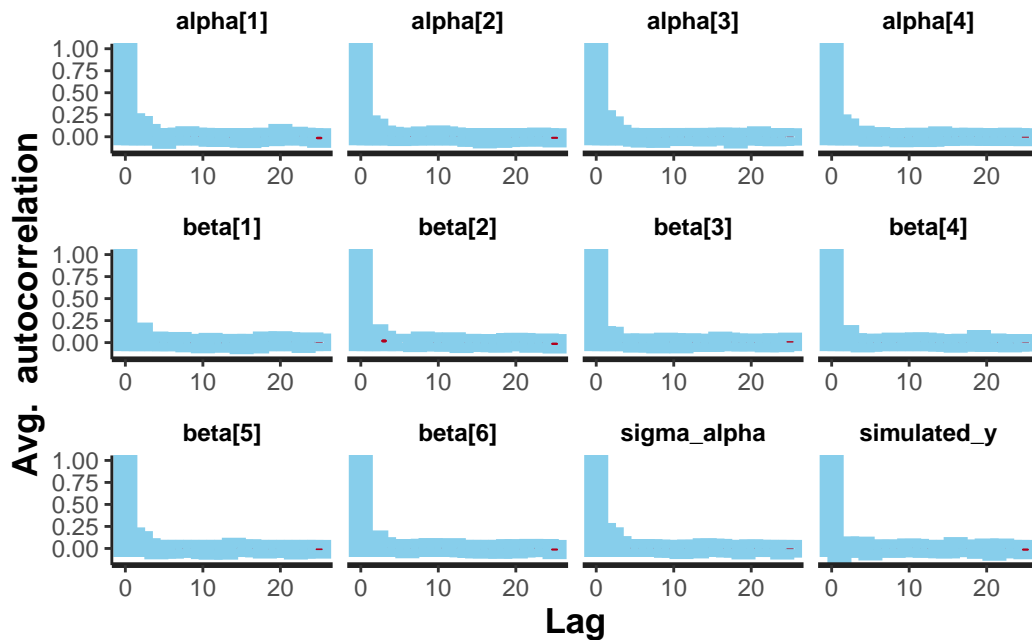 alpha[1] alpha[2] alpha[3] alpha[4]
1.00
0.75
0.50
0.25
0.00
0 10 20 0 10 20 0 10 20 0 10 20
beta[1] beta[2] beta[3] beta[4]
1.00
0.75
0.50
0.25
0.00
0 10 20 0 10 20 0 10 20 0 10 20
beta[5] beta[6] sigma_alpha simulated_y
1.00
0.75
0.50
0.25
0.00
0 10 20 0 10 20 0 10 20 0 10 20
Avg. autocorrelation
Lag